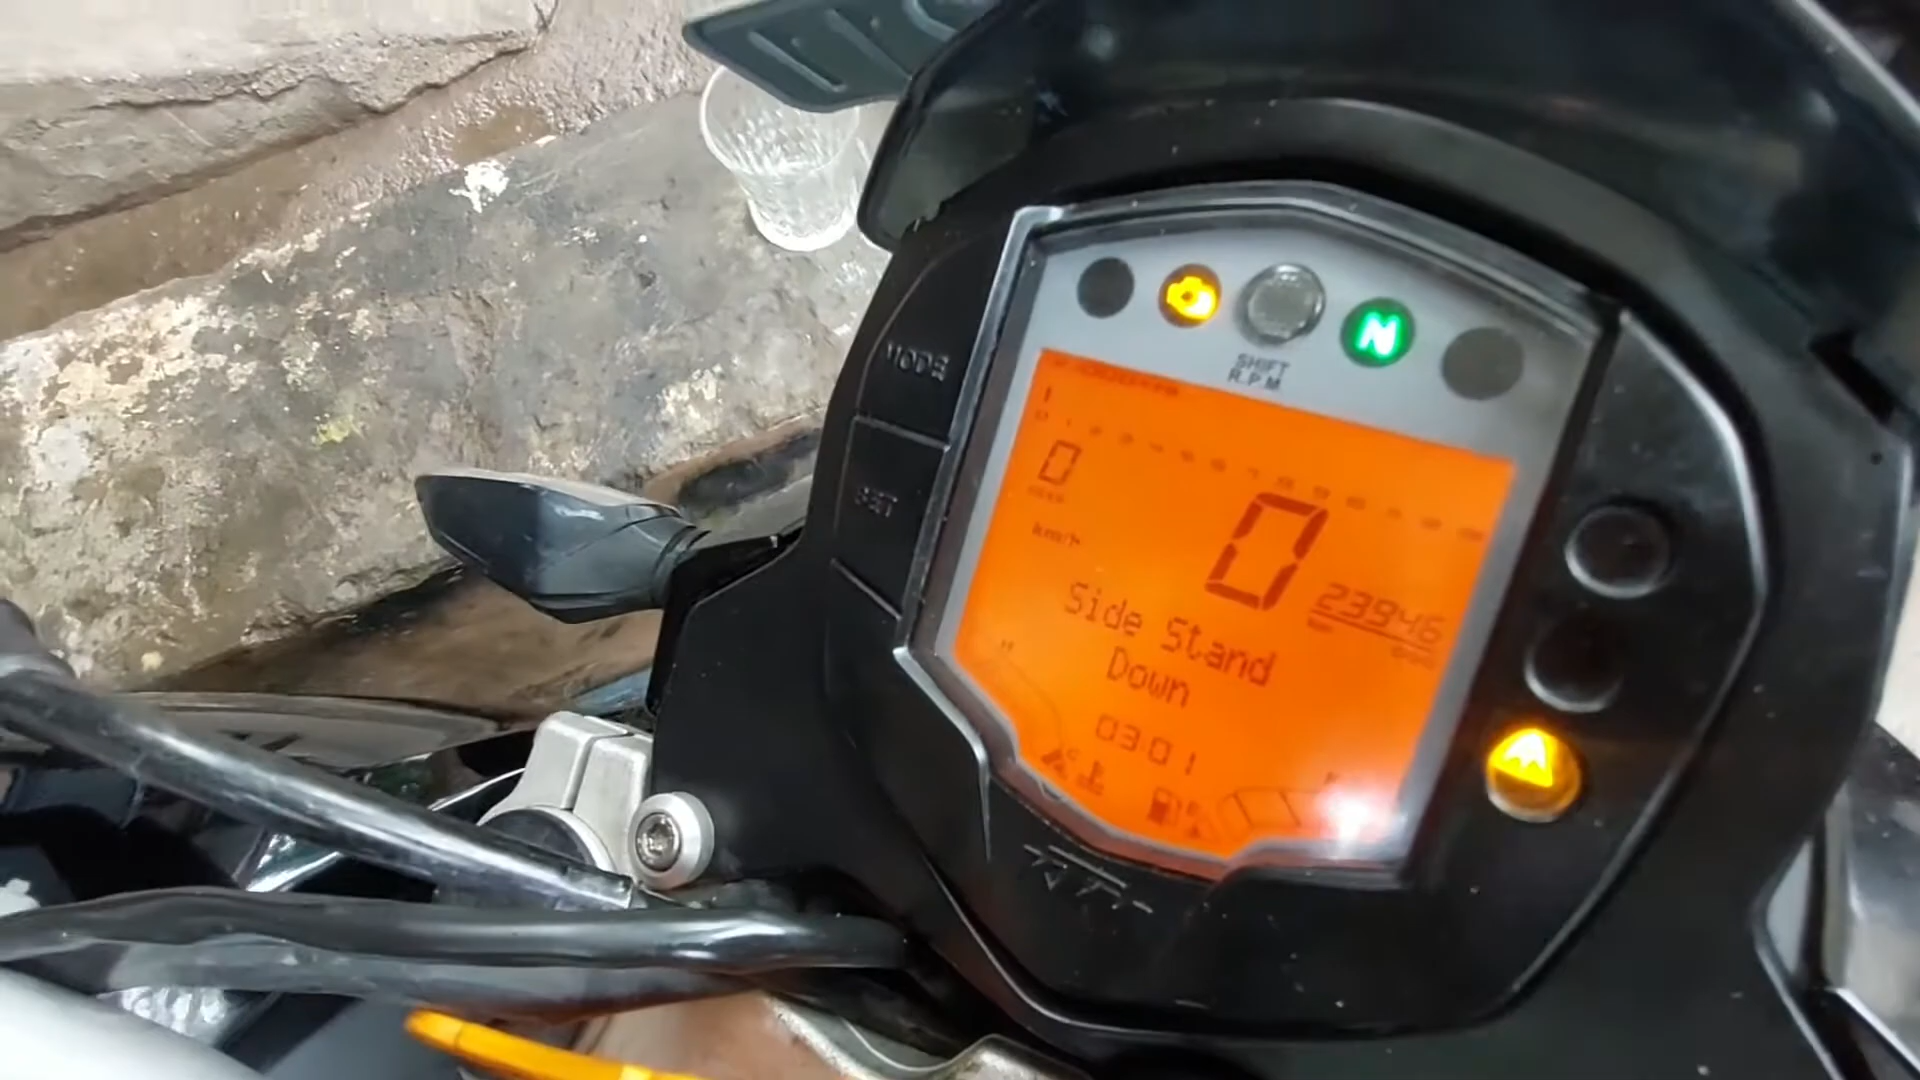 MODE
SET
SHIFT
R.P.M
N
0
km/h
0
23946
Side Stand
Down
03:01